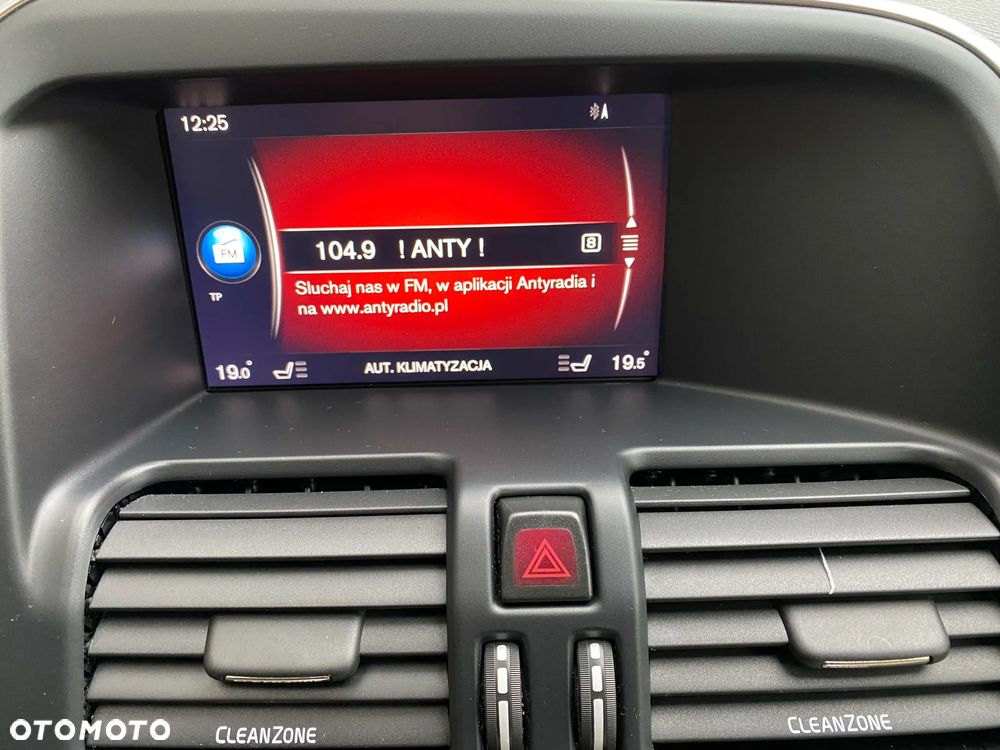 12:25
FM
TP
104.9 ! ANTY ! 8
Sluchaj nas w FM, w aplikacji Antyradia i
na www.antyradio.pl
19.0° AUT. KLIMATYZACJA 19.5°
OTOMOTO
CLEANZONE
CLEANZONE